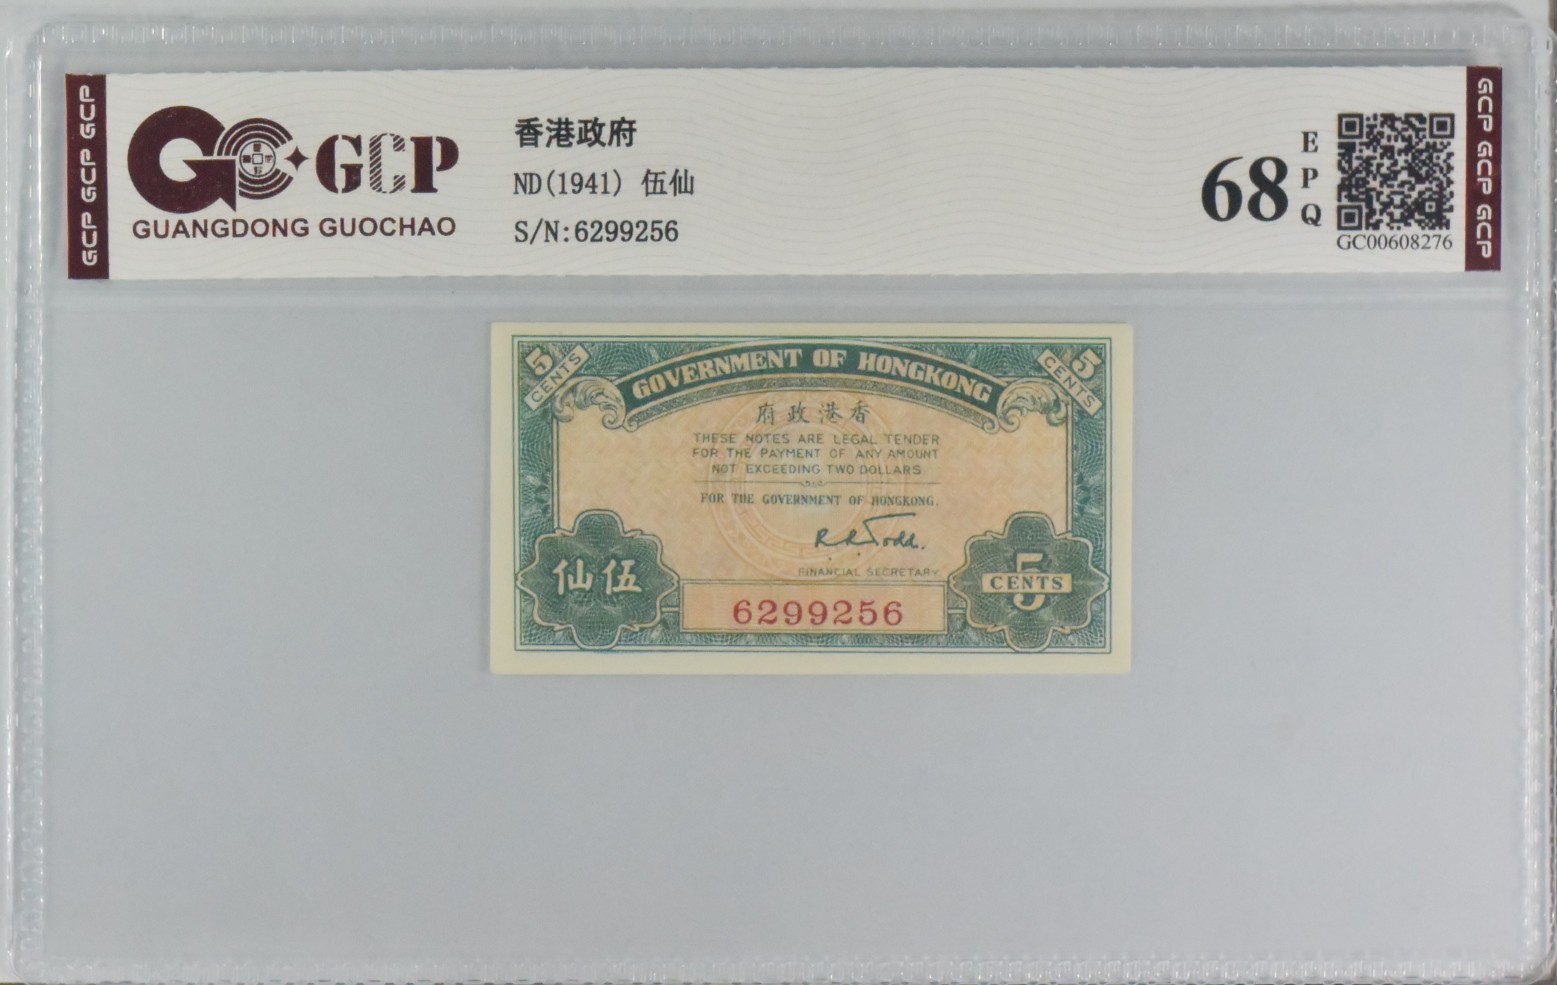 GCP GCP GCP
GCP
GUANGDONG GUOCHAO
香港政府
ND(1941) 伍仙
S/N:6299256
68
EPQ
GC00608276
GCP GCP GCP
5 CENTS
GOVERNMENT OF HONGKONG
5 CENTS
府政港香
THESE NOTES ARE LEGAL TENDER
FOR THE PAYMENT OF ANY AMOUNT
NOT EXCEEDING TWO DOLLARS
FOR THE GOVERNMENT OF HONGKONG.
R.R.Todd.
FINANCIAL SECRETARY.
仙伍
5 CENTS
6299256